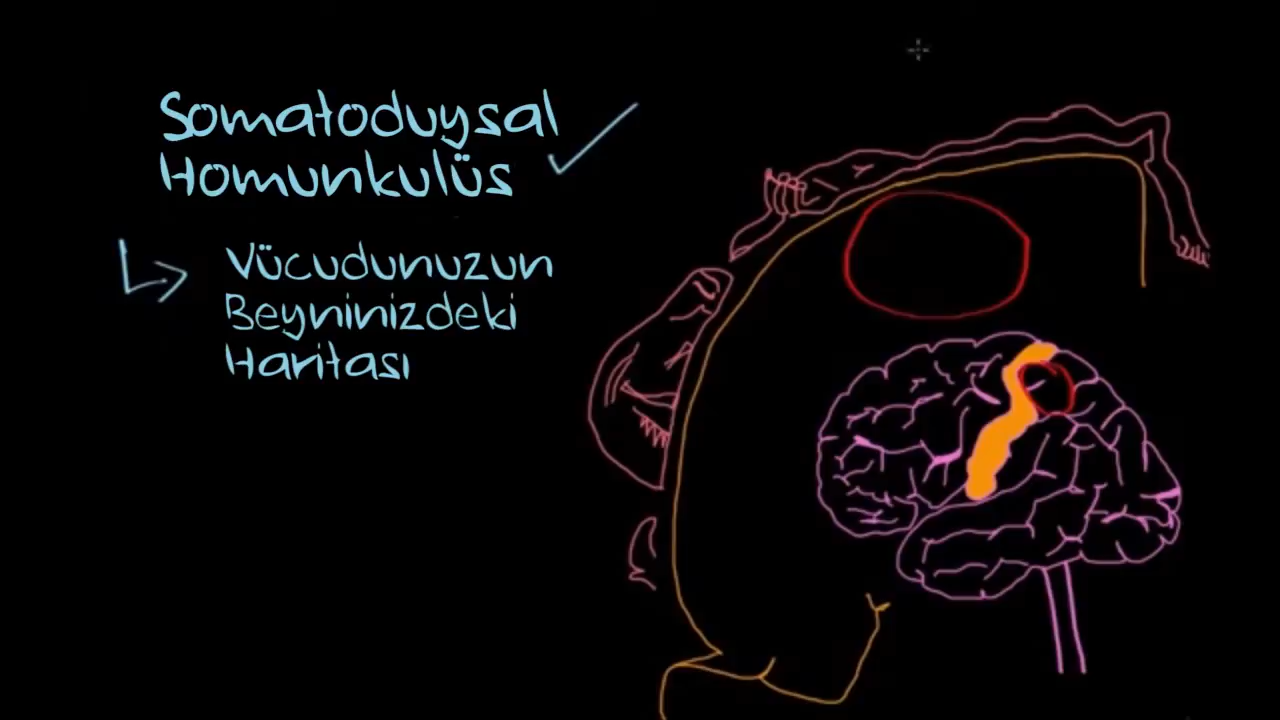 Somatoduysal
Homunkulüs
Vücudunuzun
Beyninizdeki
Haritası